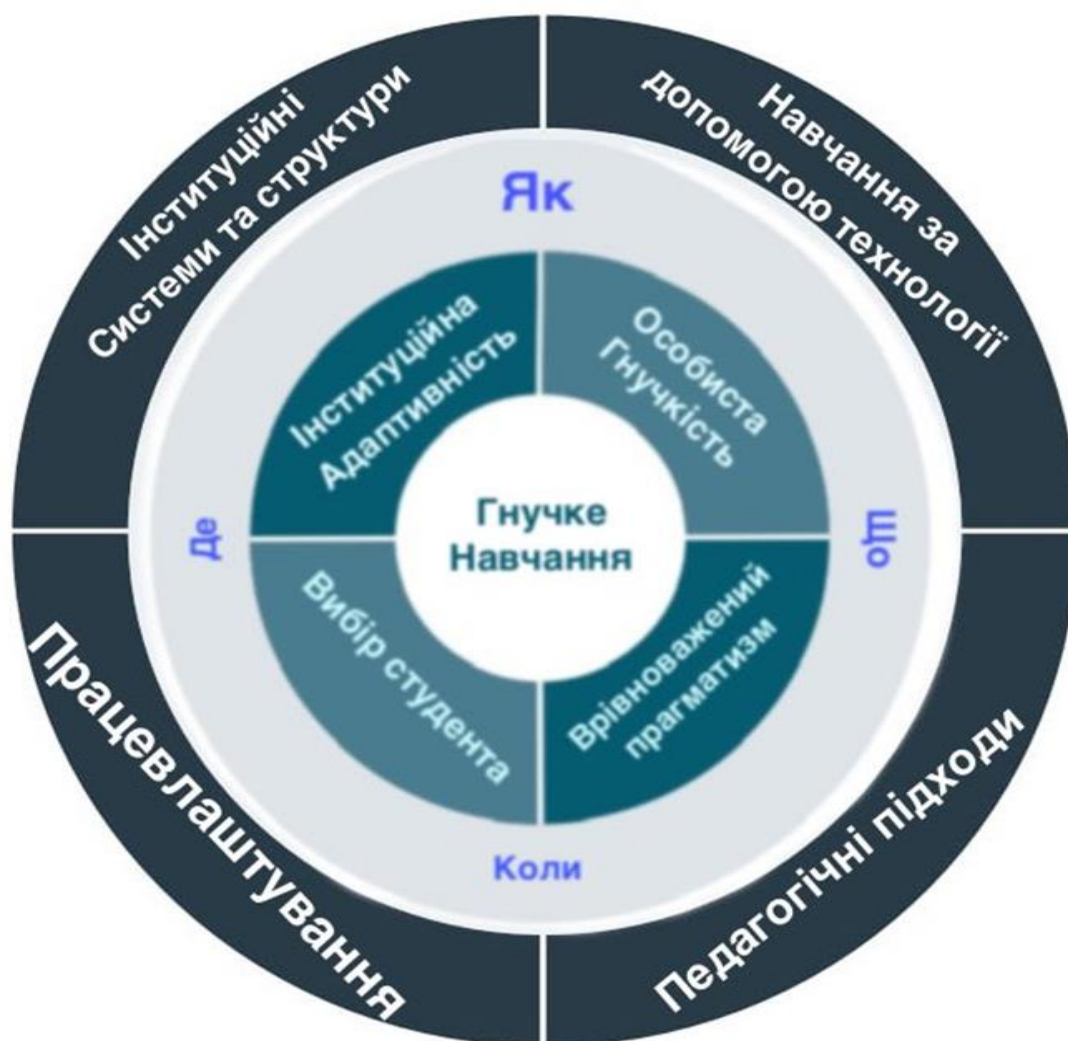 Інституційні
Системи та структури
Навчання за
допомогою технології
Як
Інституційна
Адаптивність
Особиста
Гнучкість
Де
Гнучке
Навчання
Що
Вибір студента
Врівноважений
прагматизм
Коли
Працевлаштування
Педагогічні підходи